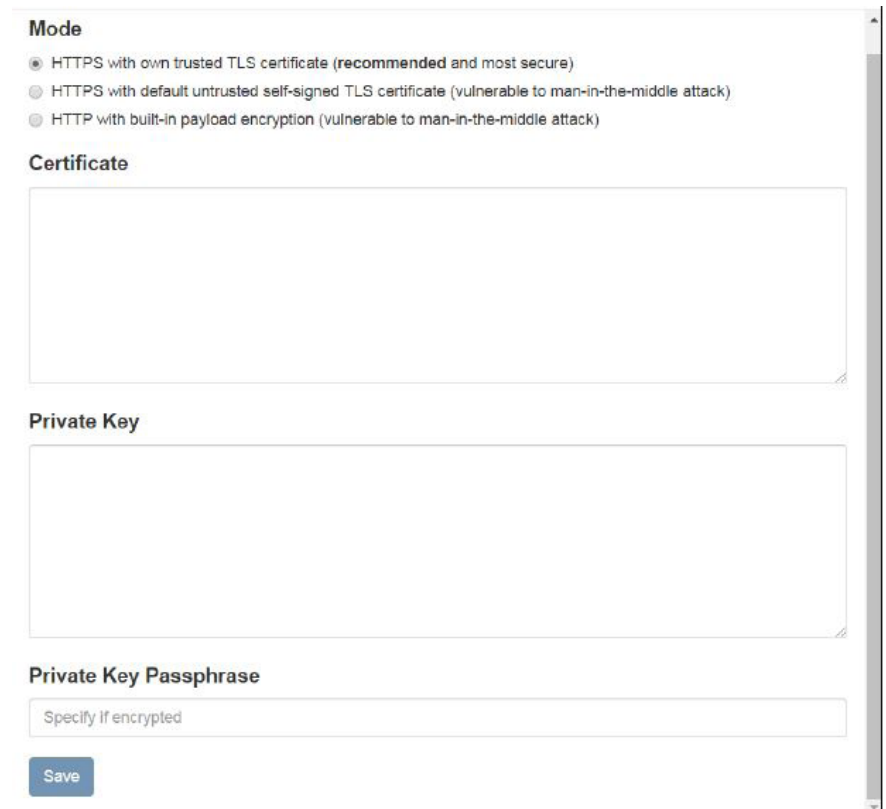 Mode
HTTPS with own trusted TLS certificate (recommended and most secure)
HTTPS with default untrusted self-signed TLS certificate (vulnerable to man-in-the-middle attack)
HTTP with built-in payload encryption (vulnerable to man-in-the-middle attack)
Certificate
Private Key
Private Key Passphrase
Specify if encrypted
Save